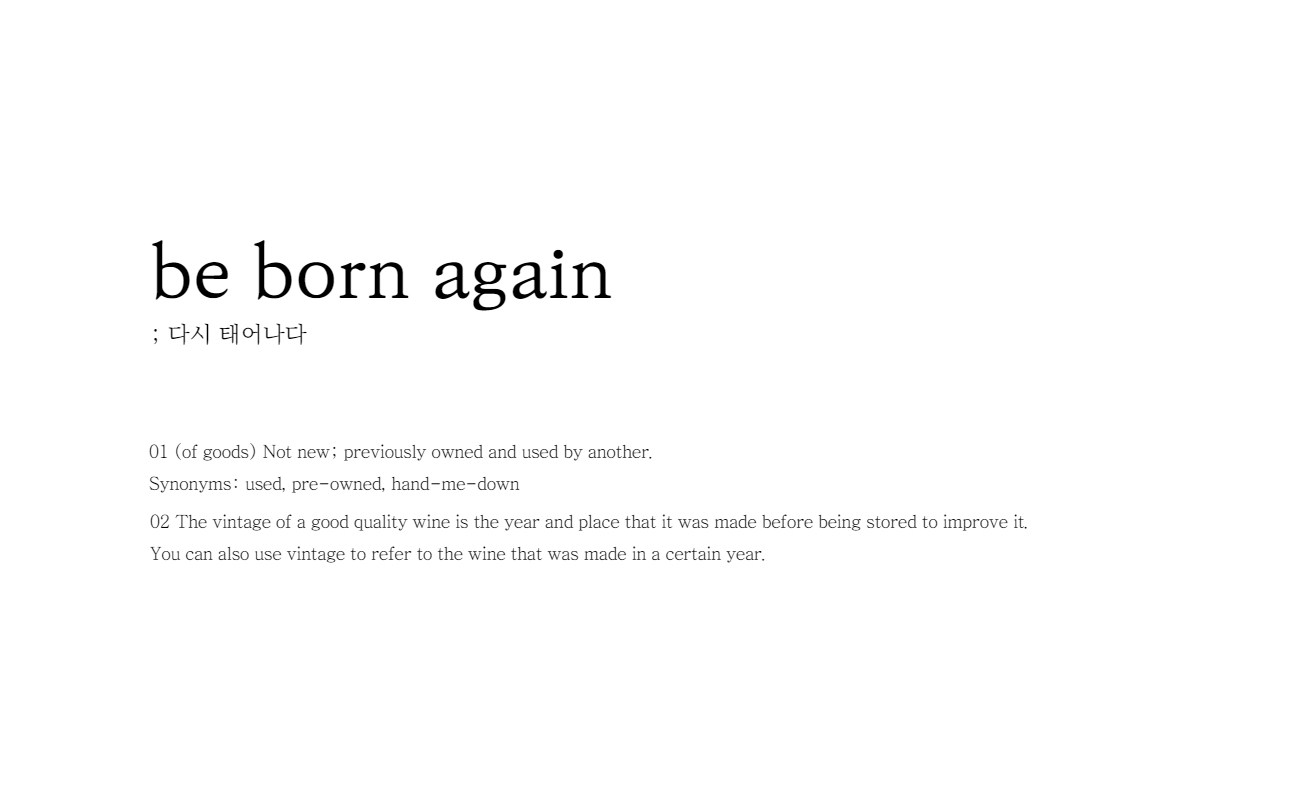 be born again
; 다시 태어나다
01 (of goods) Not new; previously owned and used by another.
Synonyms: used, pre-owned, hand-me-down
02 The vintage of a good quality wine is the year and place that it was made before being stored to improve it.
You can also use vintage to refer to the wine that was made in a certain year.